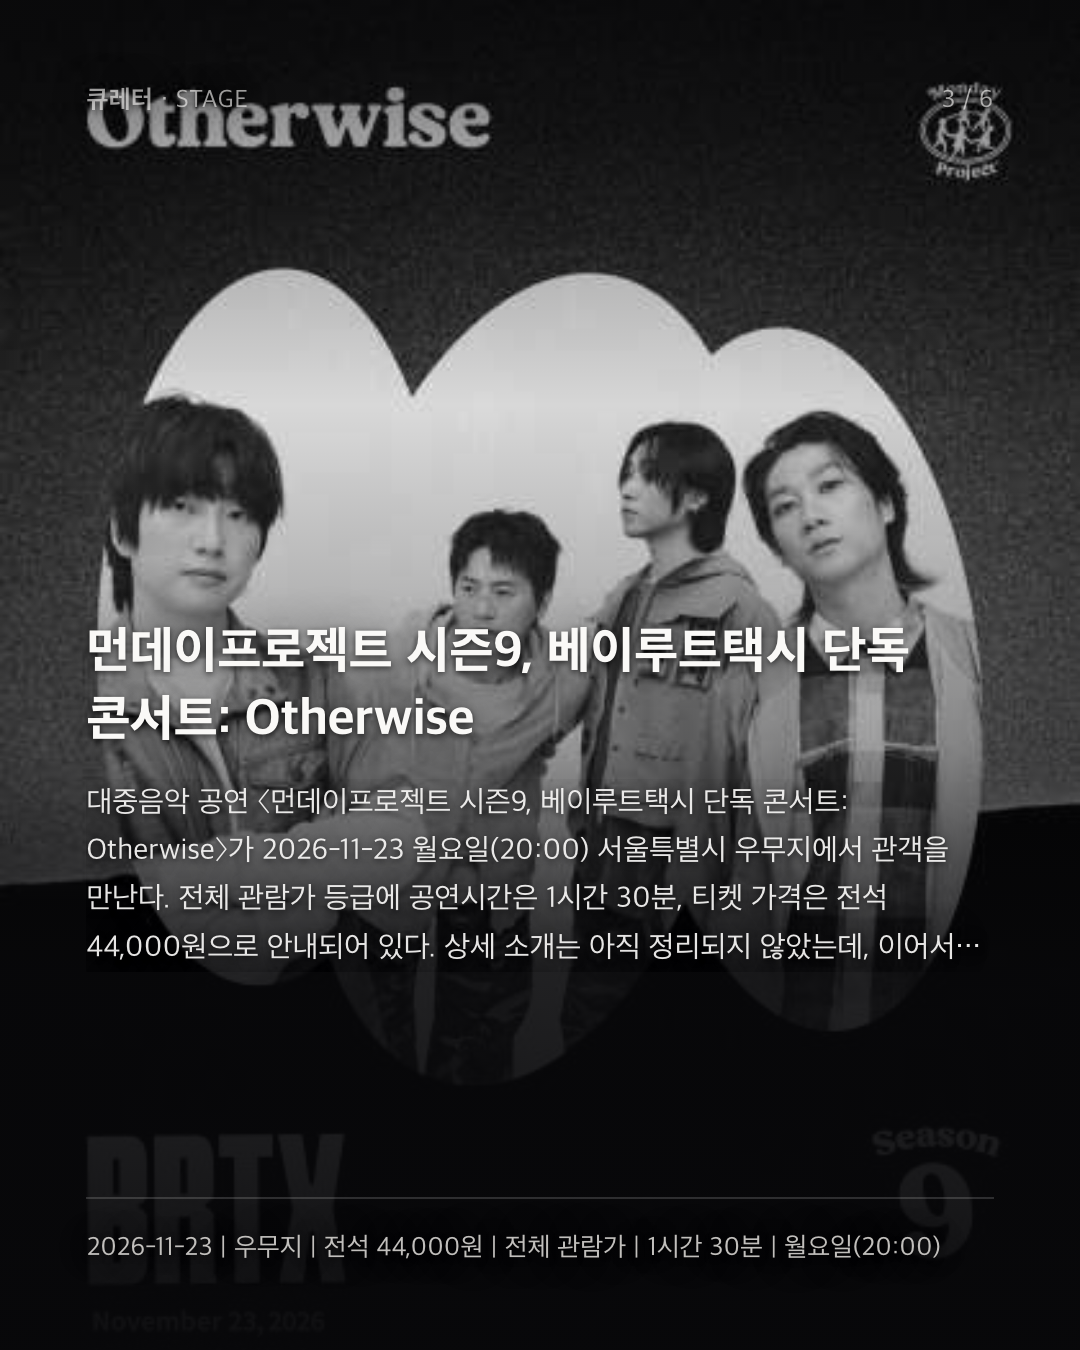 큐레터 · STAGE
3 / 6
Otherwise
Monday
Project
먼데이프로젝트 시즌9, 베이루트택시 단독
콘서트: Otherwise
대중음악 공연 〈먼데이프로젝트 시즌9, 베이루트택시 단독 콘서트:
Otherwise〉가 2026-11-23 월요일(20:00) 서울특별시 우무지에서 관객을
만난다. 전체 관람가 등급에 공연시간은 1시간 30분, 티켓 가격은 전석
44,000원으로 안내되어 있다. 상세 소개는 아직 정리되지 않았는데, 이어서…
BRTX
Season
9
2026-11-23 | 우무지 | 전석 44,000원 | 전체 관람가 | 1시간 30분 | 월요일(20:00)
November 23, 2026